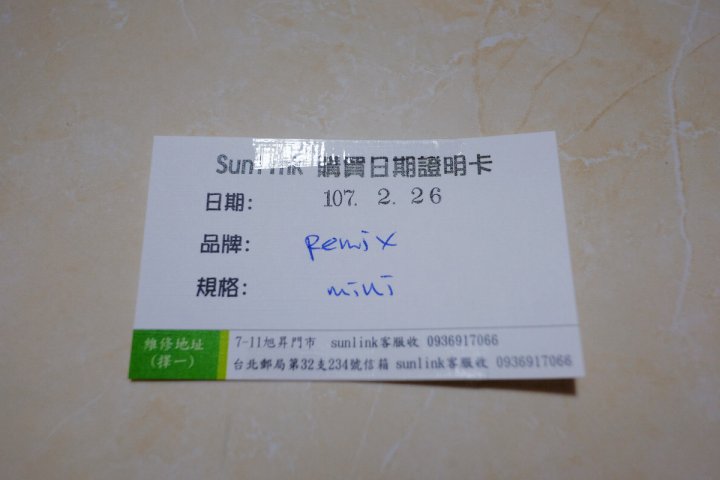 Sunlink 購買日期證明卡
日期: 107. 2. 26
品牌: Remix
規格: mini
維修地址 (擇一)
7-11旭昇門市 sunlink客服收 0936917066
台北郵局第32支234號信箱 sunlink客服收 0936917066